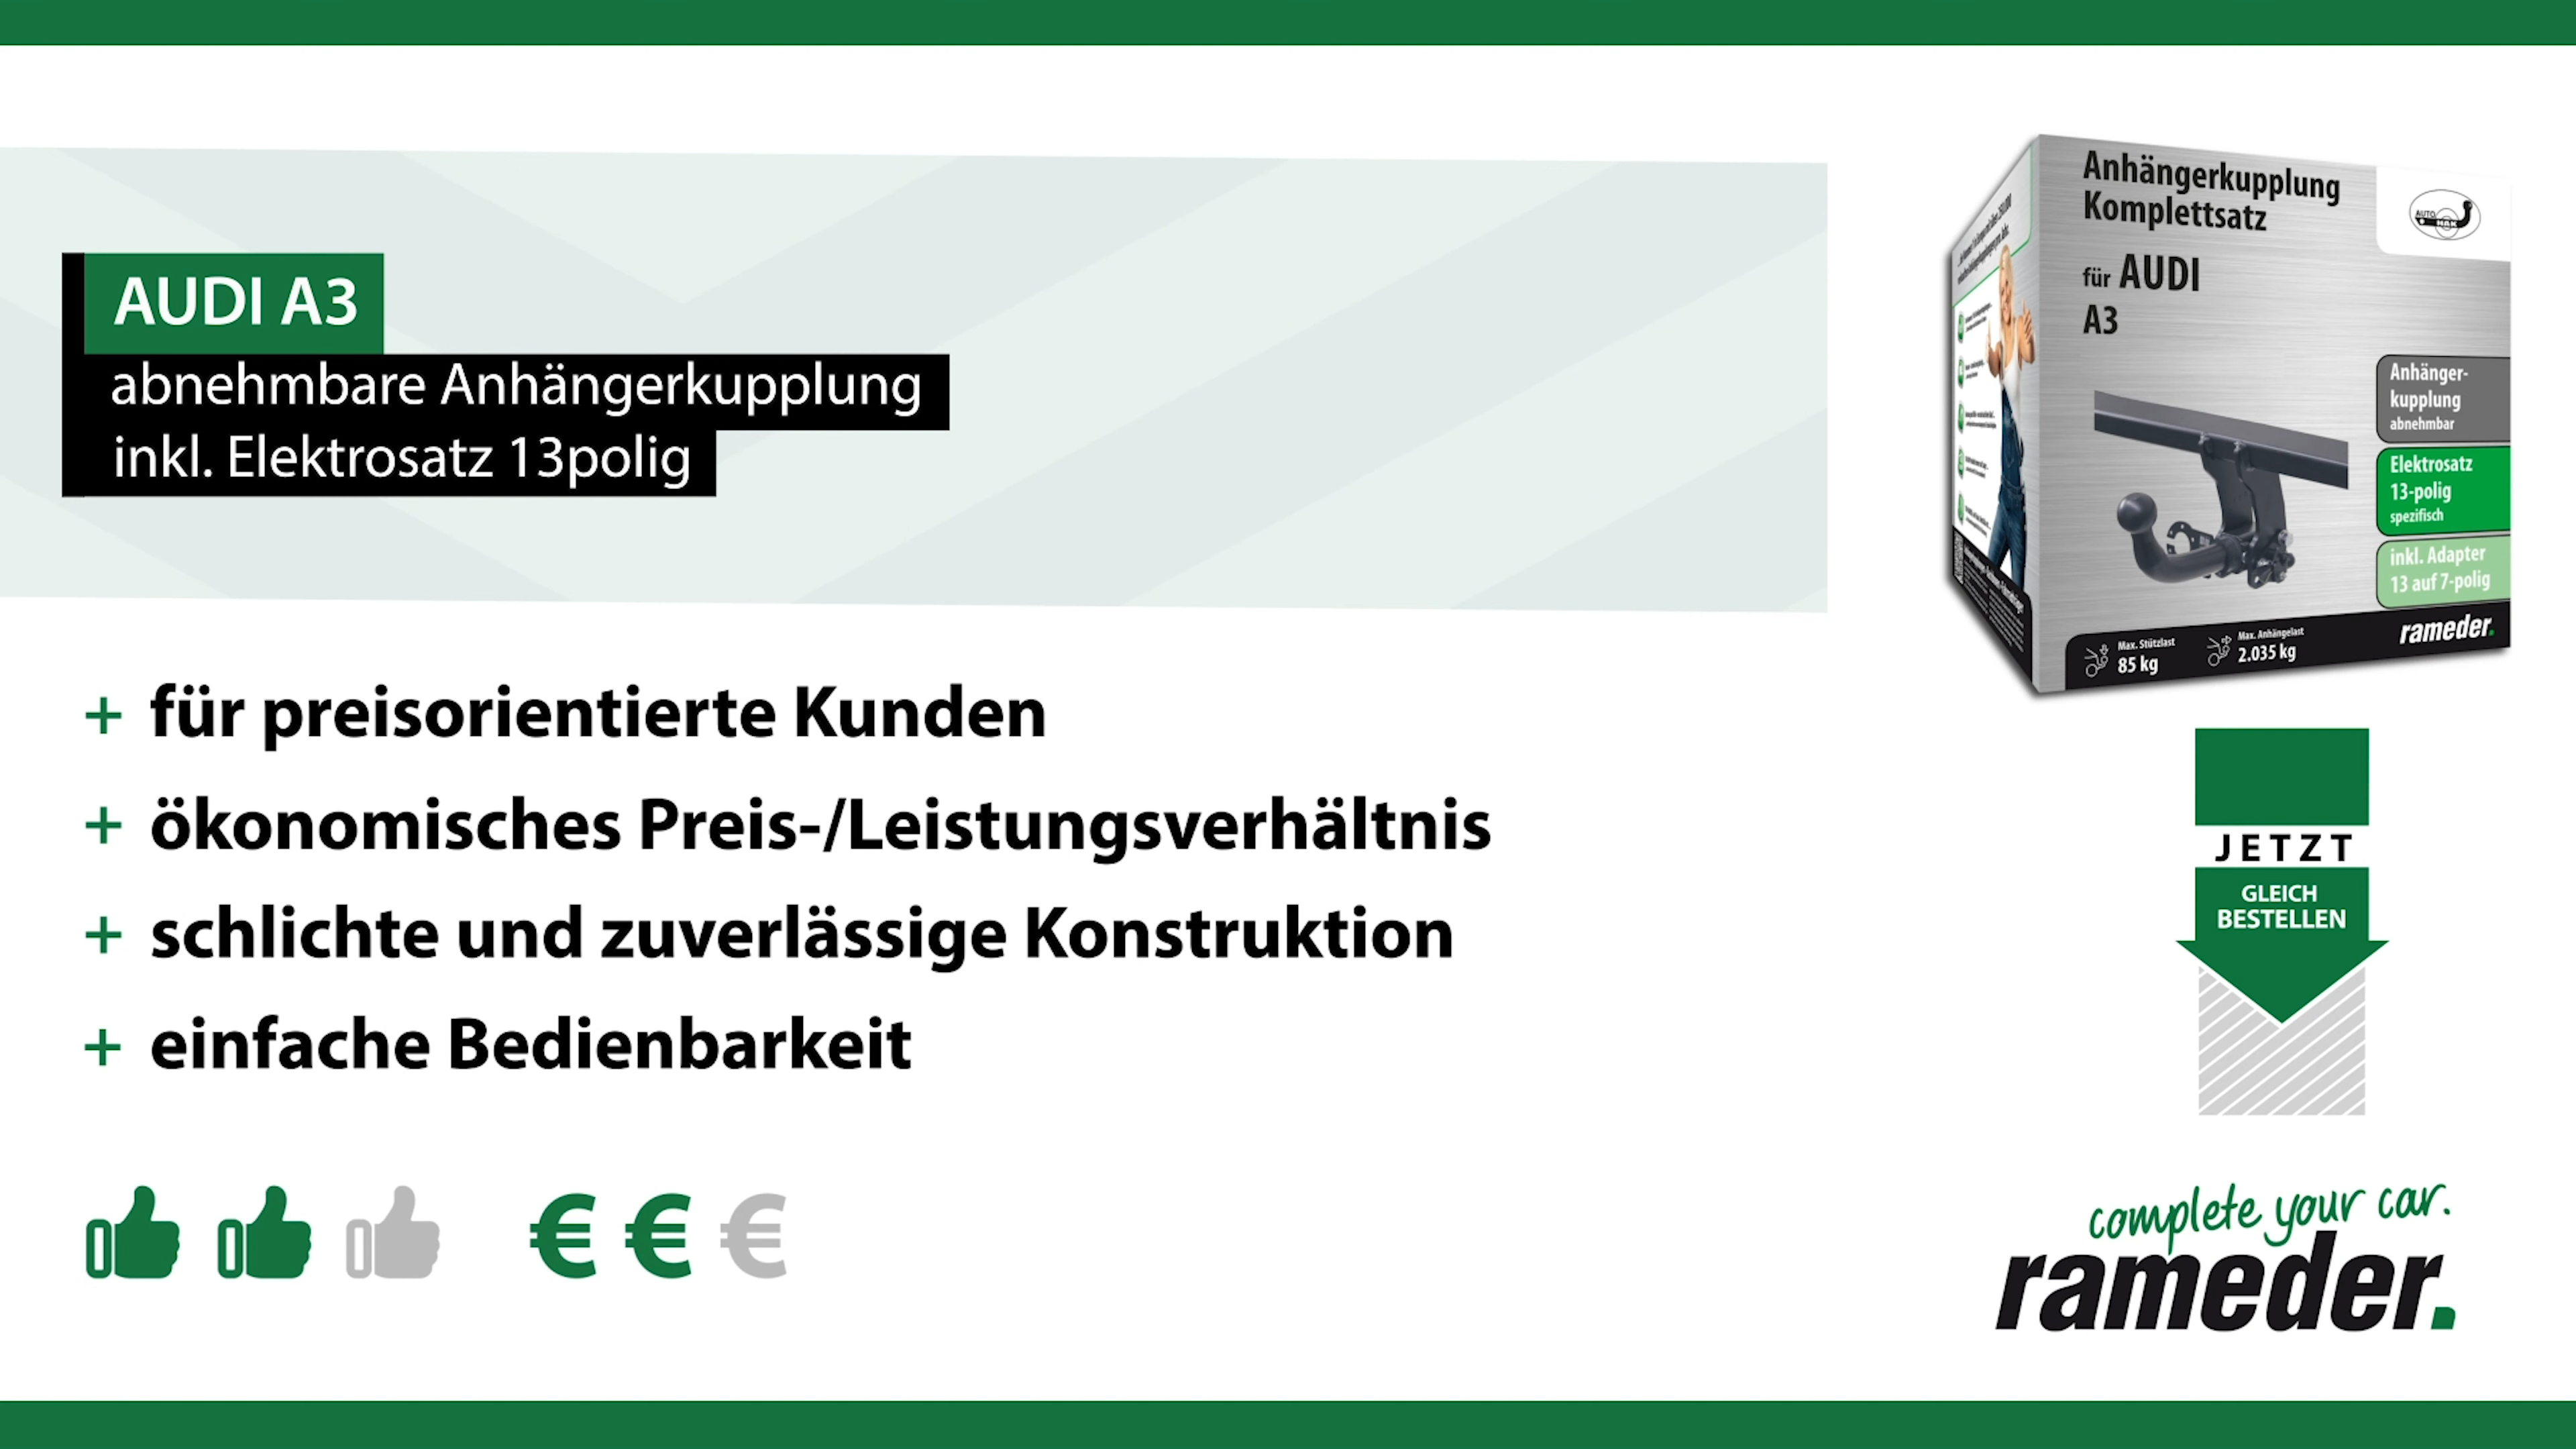 AUDI A3
abnehmbare Anhängerkupplung
inkl. Elektrosatz 13polig
+ für preisorientierte Kunden
+ ökonomisches Preis-/Leistungsverhältnis
+ schlichte und zuverlässige Konstruktion
+ einfache Bedienbarkeit
€ € €
Anhängerkupplung
Komplettsatz
für AUDI
A3
AUTO
HAK
Anhänger-
kupplung
abnehmbar
Elektrosatz
13-polig
spezifisch
inkl. Adapter
13 auf 7-polig
Max. Stützlast
85 kg
Max. Anhängelast
2.035 kg
rameder.
JETZT
GLEICH
BESTELLEN
complete your car.
rameder.